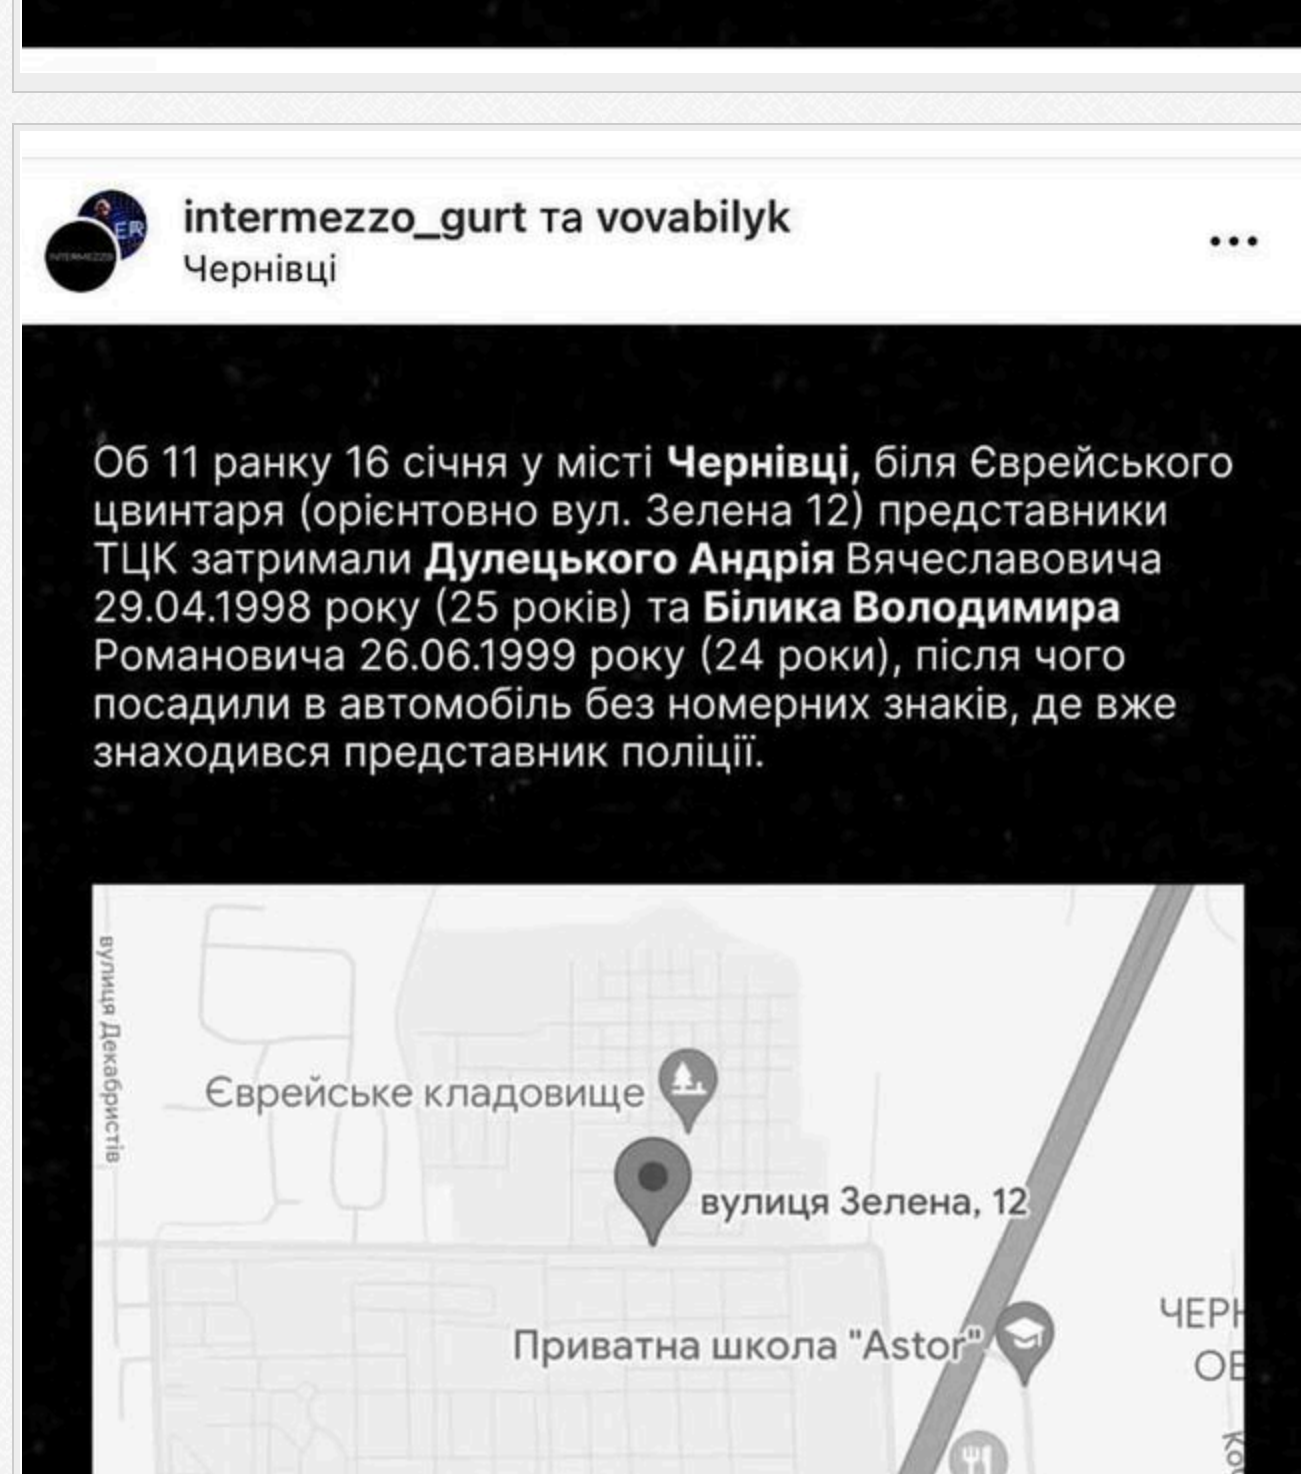 intermezzo_gurt та vovabilyk
Чернівці
INTERMEZZO
Об 11 ранку 16 січня у місті Чернівці, біля Єврейського
цвинтаря (орієнтовно вул. Зелена 12) представники
ТЦК затримали Дулецького Андрія Вячеславовича
29.04.1998 року (25 років) та Білика Володимира
Романовича 26.06.1999 року (24 роки), після чого
посадили в автомобіль без номерних знаків, де вже
знаходився представник поліції.
вулиця Декабристів
Єврейське кладовище
вулиця Зелена, 12
Приватна школа "Astor"